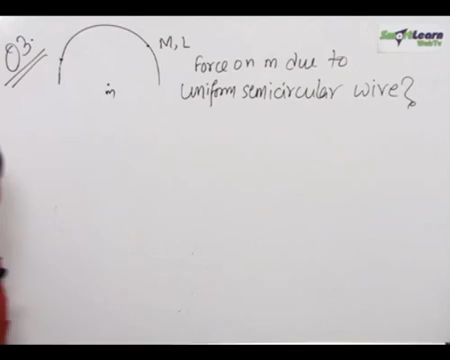 Q3.
M, L
m
Force on m due to
uniform semicircular wire?
SmartLearn
WebTv